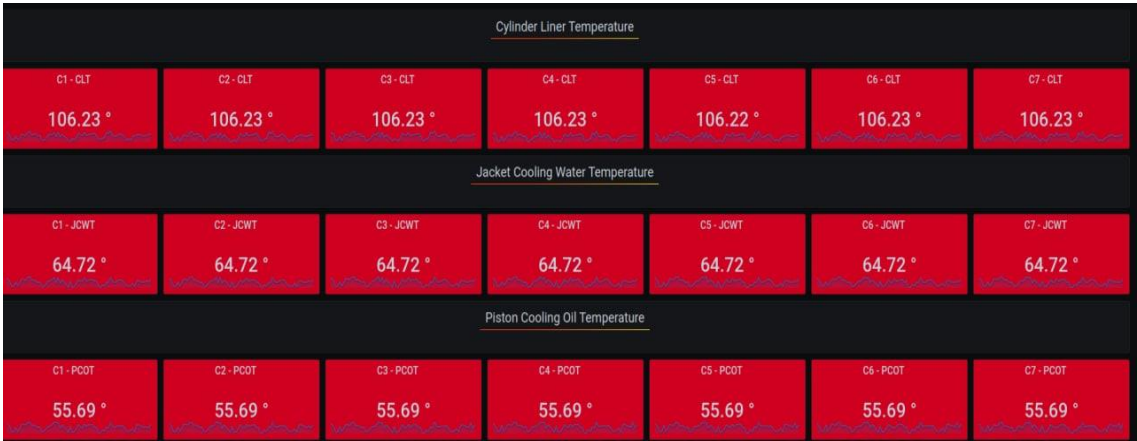 Cylinder Liner Temperature
C1 - CLT C2 - CLT C3 - CLT C4 - CLT C5 - CLT C6 - CLT C7 - CLT
106.23 ° 106.23 ° 106.23 ° 106.23 ° 106.22 ° 106.23 ° 106.23 °
Jacket Cooling Water Temperature
C1 - JCWT C2 - JCWT C3 - JCWT C4 - JCWT C5 - JCWT C6 - JCWT C7 - JCWT
64.72 ° 64.72 ° 64.72 ° 64.72 ° 64.72 ° 64.72 ° 64.72 °
Piston Cooling Oil Temperature
C1 - PCOT C2 - PCOT C3 - PCOT C4 - PCOT C5 - PCOT C6 - PCOT C7 - PCOT
55.69 ° 55.69 ° 55.69 ° 55.69 ° 55.69 ° 55.69 ° 55.69 °